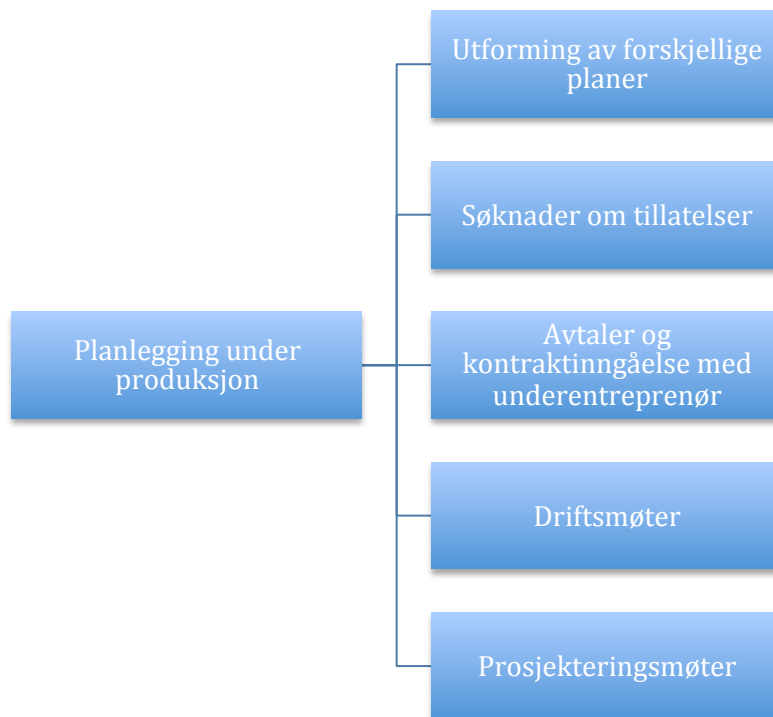 Utforming av forskjellige
planer
Søknader om tillatelser
Planlegging under
produksjon
Avtaler og
kontraktinngåelse med
underentreprenør
Driftsmøter
Prosjekteringsmøter